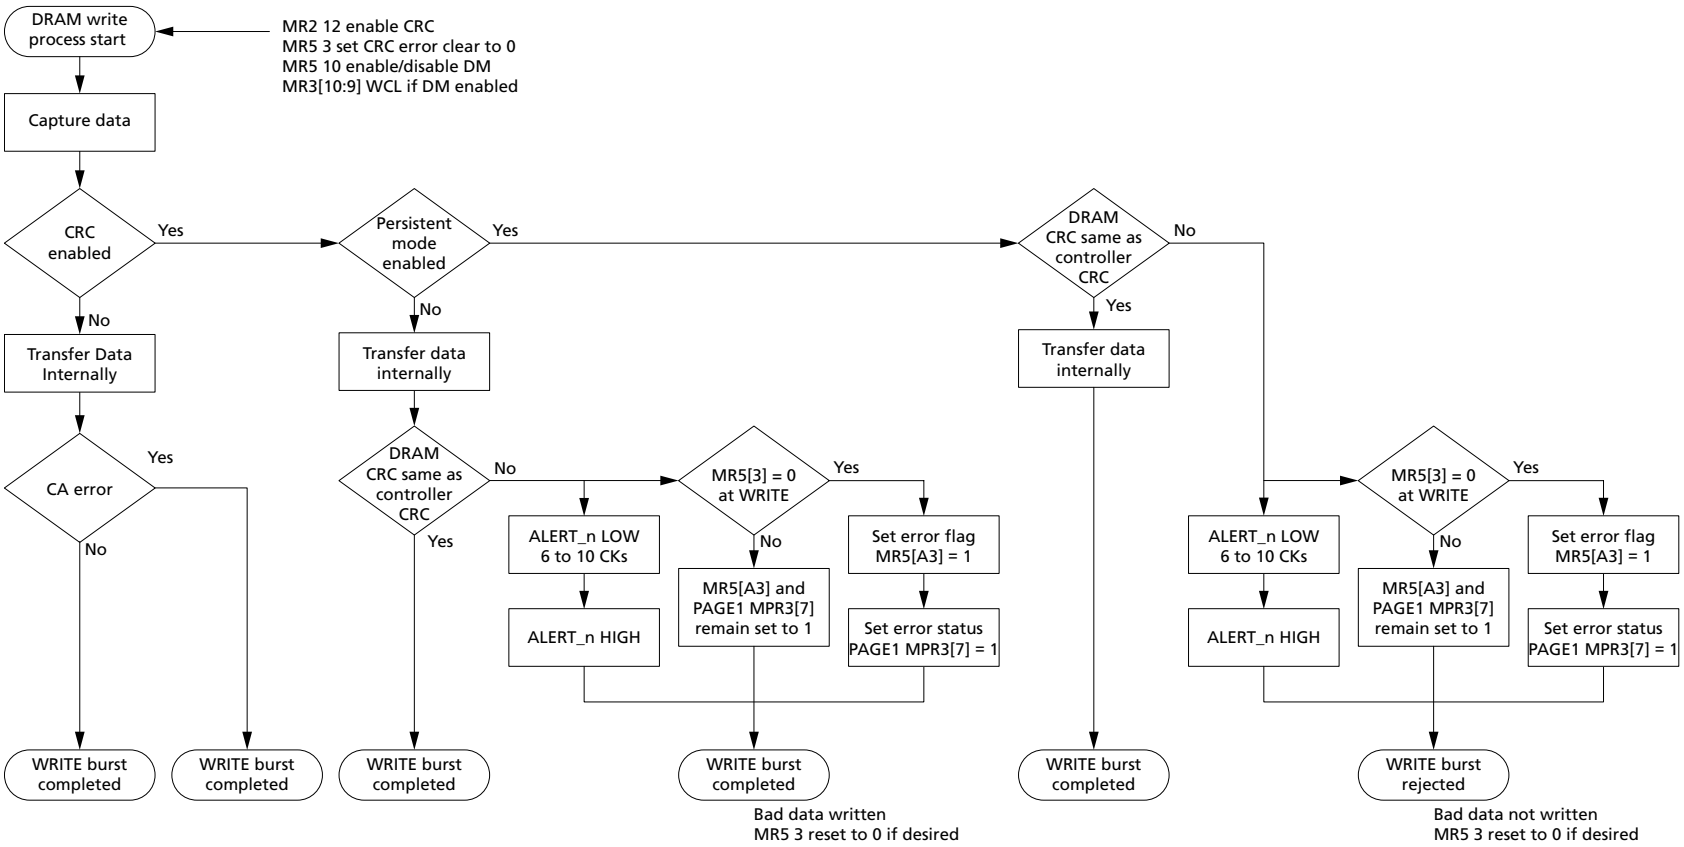 DRAM write
process start
MR2 12 enable CRC
MR5 3 set CRC error clear to 0
MR5 10 enable/disable DM
MR3[10:9] WCL if DM enabled
Capture data
CRC
enabled
Yes
No
Persistent
mode
enabled
Yes
No
DRAM
CRC same as
controller
CRC
No
Yes
Transfer Data
Internally
Transfer data
internally
Transfer data
internally
CA error
Yes
No
DRAM
CRC same as
controller
CRC
No
Yes
MR5[3] = 0
at WRITE
Yes
No
ALERT_n LOW
6 to 10 CKs
Set error flag
MR5[A3] = 1
MR5[A3] and
PAGE1 MPR3[7]
remain set to 1
ALERT_n HIGH
Set error status
PAGE1 MPR3[7] = 1
MR5[3] = 0
at WRITE
Yes
No
ALERT_n LOW
6 to 10 CKs
Set error flag
MR5[A3] = 1
MR5[A3] and
PAGE1 MPR3[7]
remain set to 1
ALERT_n HIGH
Set error status
PAGE1 MPR3[7] = 1
WRITE burst
completed
WRITE burst
completed
WRITE burst
completed
WRITE burst
completed
Bad data written
MR5 3 reset to 0 if desired
WRITE burst
completed
WRITE burst
rejected
Bad data not written
MR5 3 reset to 0 if desired